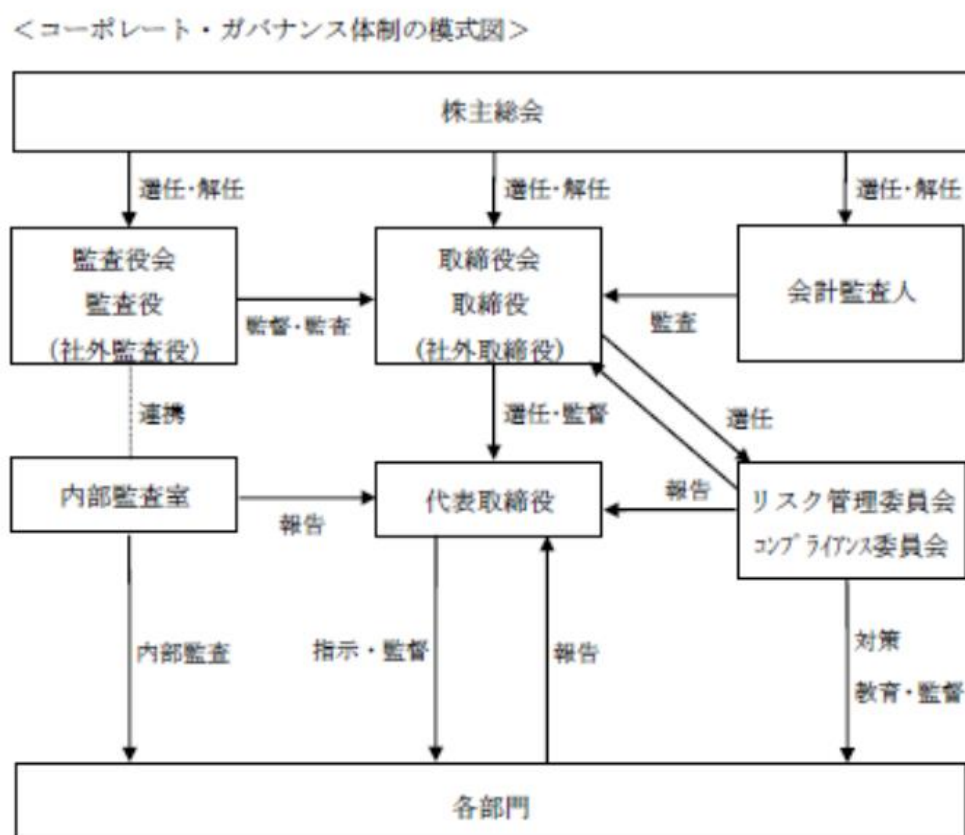 ＜コーポレート・ガバナンス体制の模式図＞
株主総会
選任･解任
選任･解任
選任･解任
監査役会
監査役
(社外監査役)
取締役会
取締役
(社外取締役)
会計監査人
監督･監査
監査
連携
選任･監督
選任
内部監査室
代表取締役
リスク管理委員会
ｺﾝﾌﾟﾗｲｱﾝｽ委員会
報告
報告
内部監査
指示・監督
報告
対策
教育・監督
各部門